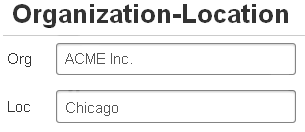 Organization-Location
Org ACME Inc.
Loc Chicago